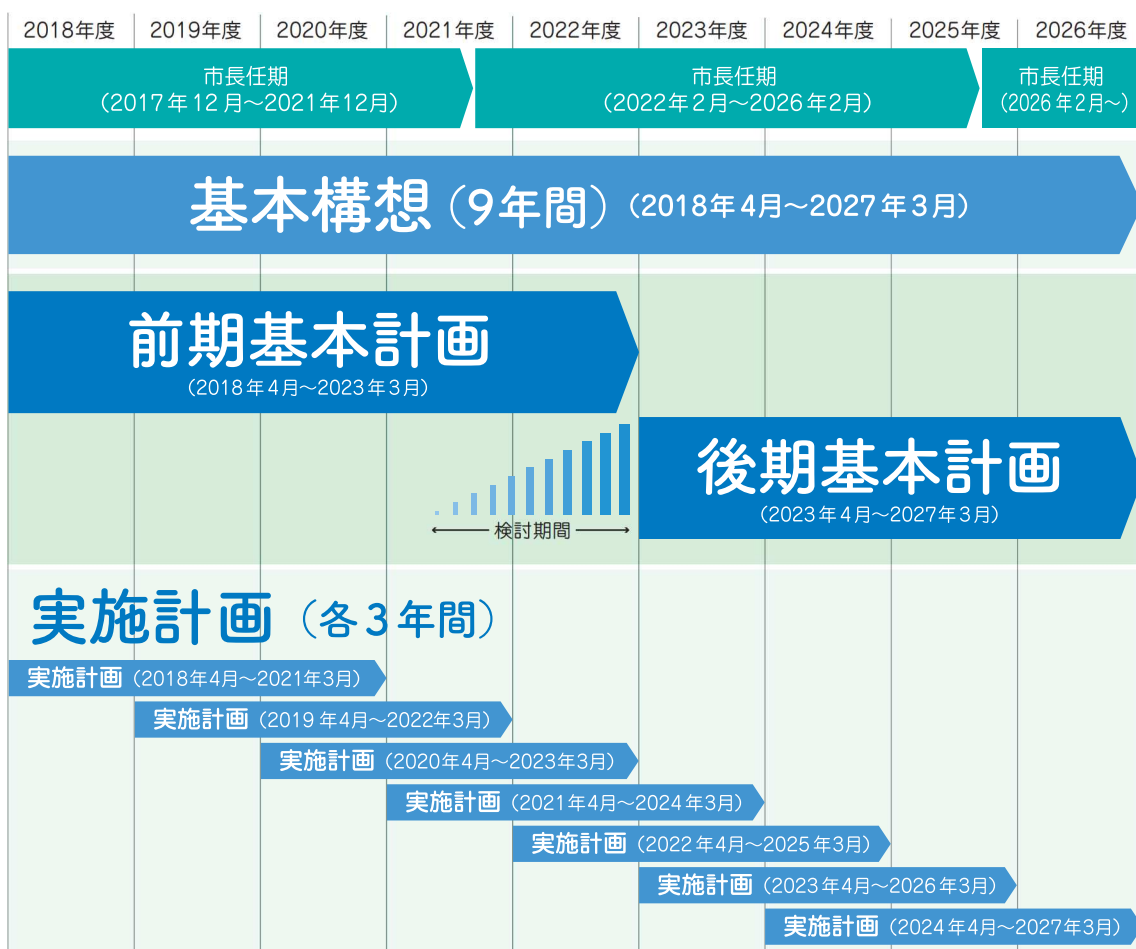 2018年度 2019年度 2020年度 2021年度 2022年度 2023年度 2024年度 2025年度 2026年度
市長任期
（2017年12月～2021年12月）
市長任期
（2022年2月～2026年2月）
市長任期
（2026年2月～）
基本構想（9年間）（2018年4月～2027年3月）
前期基本計画
（2018年4月～2023年3月）
後期基本計画
（2023年4月～2027年3月）
検討期間
実施計画（各3年間）
実施計画（2018年4月～2021年3月）
実施計画（2019年4月～2022年3月）
実施計画（2020年4月～2023年3月）
実施計画（2021年4月～2024年3月）
実施計画（2022年4月～2025年3月）
実施計画（2023年4月～2026年3月）
実施計画（2024年4月～2027年3月）